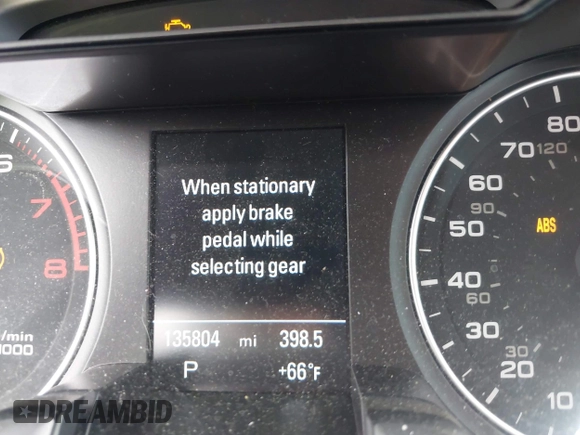 When stationary
apply brake
pedal while
selecting gear
135804 mi 398.5
P +66°F
6
7
8
/min
1000
80
70 120
60
90
50 ABS
40
60
30
30
20
10
DREAMBID